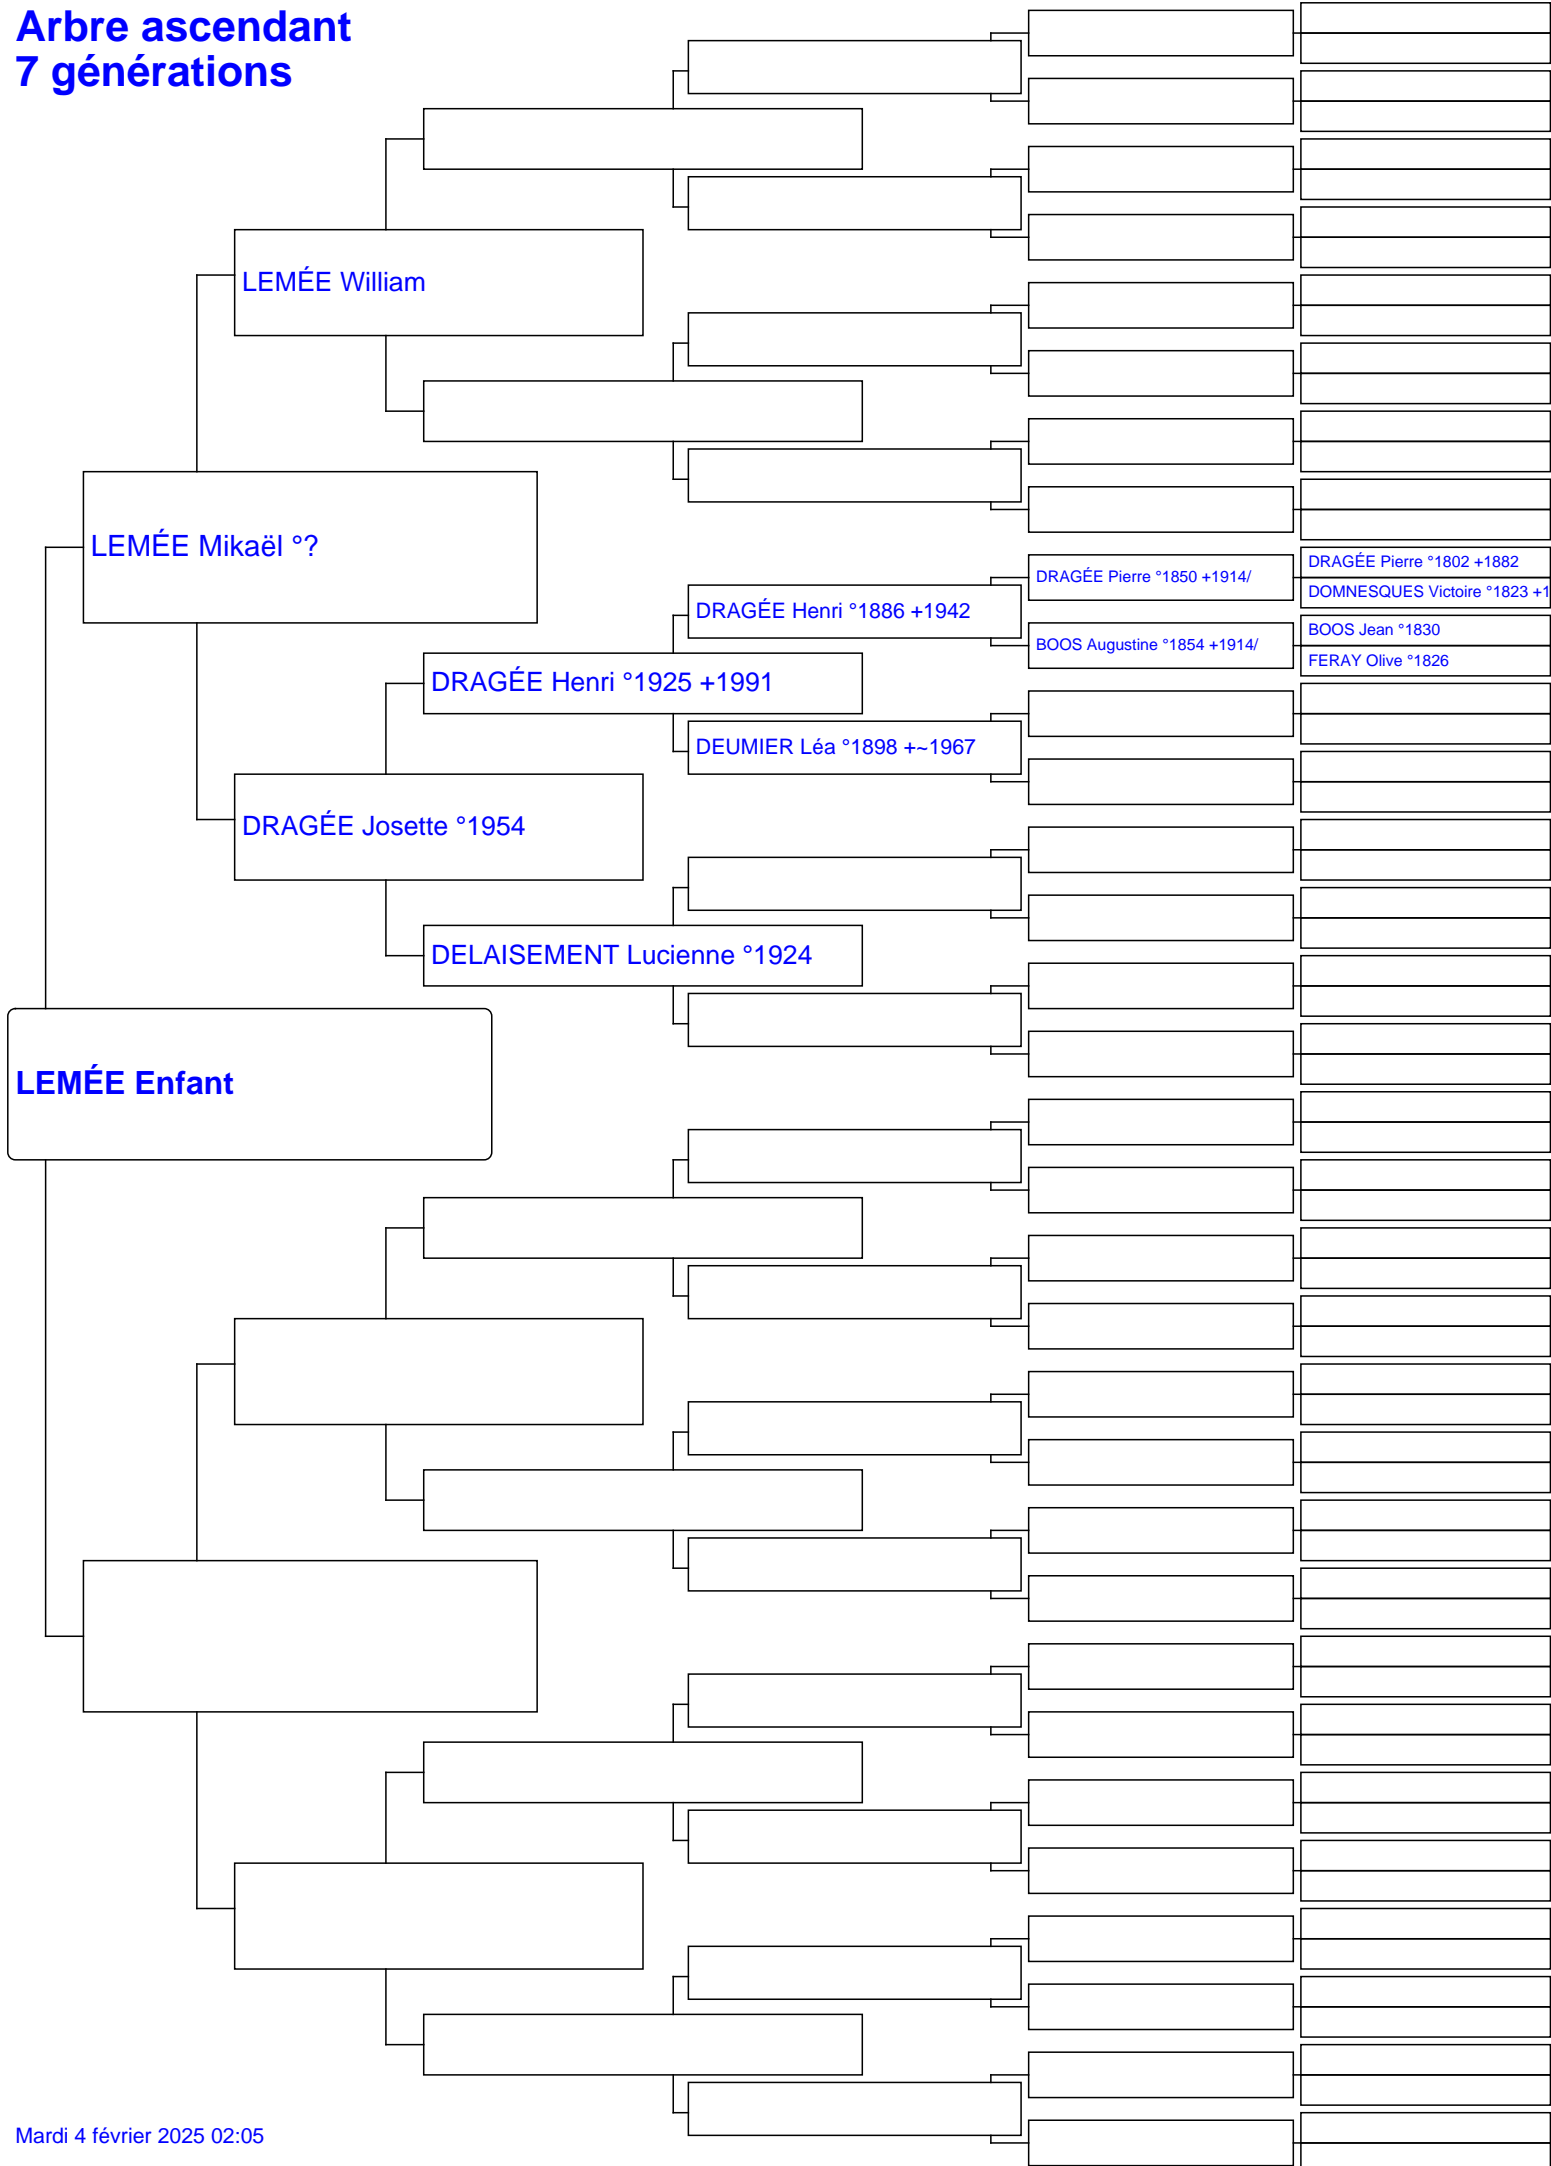 Arbre ascendant
7 générations
LEMÉE William
LEMÉE Mikaël °?
DRAGÉE Pierre °1850 +1914/
DRAGÉE Pierre °1802 +1882
DOMNESQUES Victoire °1823 +1
DRAGÉE Henri °1886 +1942
BOOS Augustine °1854 +1914/
BOOS Jean °1830
FERAY Olive °1826
DRAGÉE Henri °1925 +1991
DEUMIER Léa °1898 +~1967
DRAGÉE Josette °1954
DELAISEMENT Lucienne °1924
LEMÉE Enfant
Mardi 4 février 2025 02:05